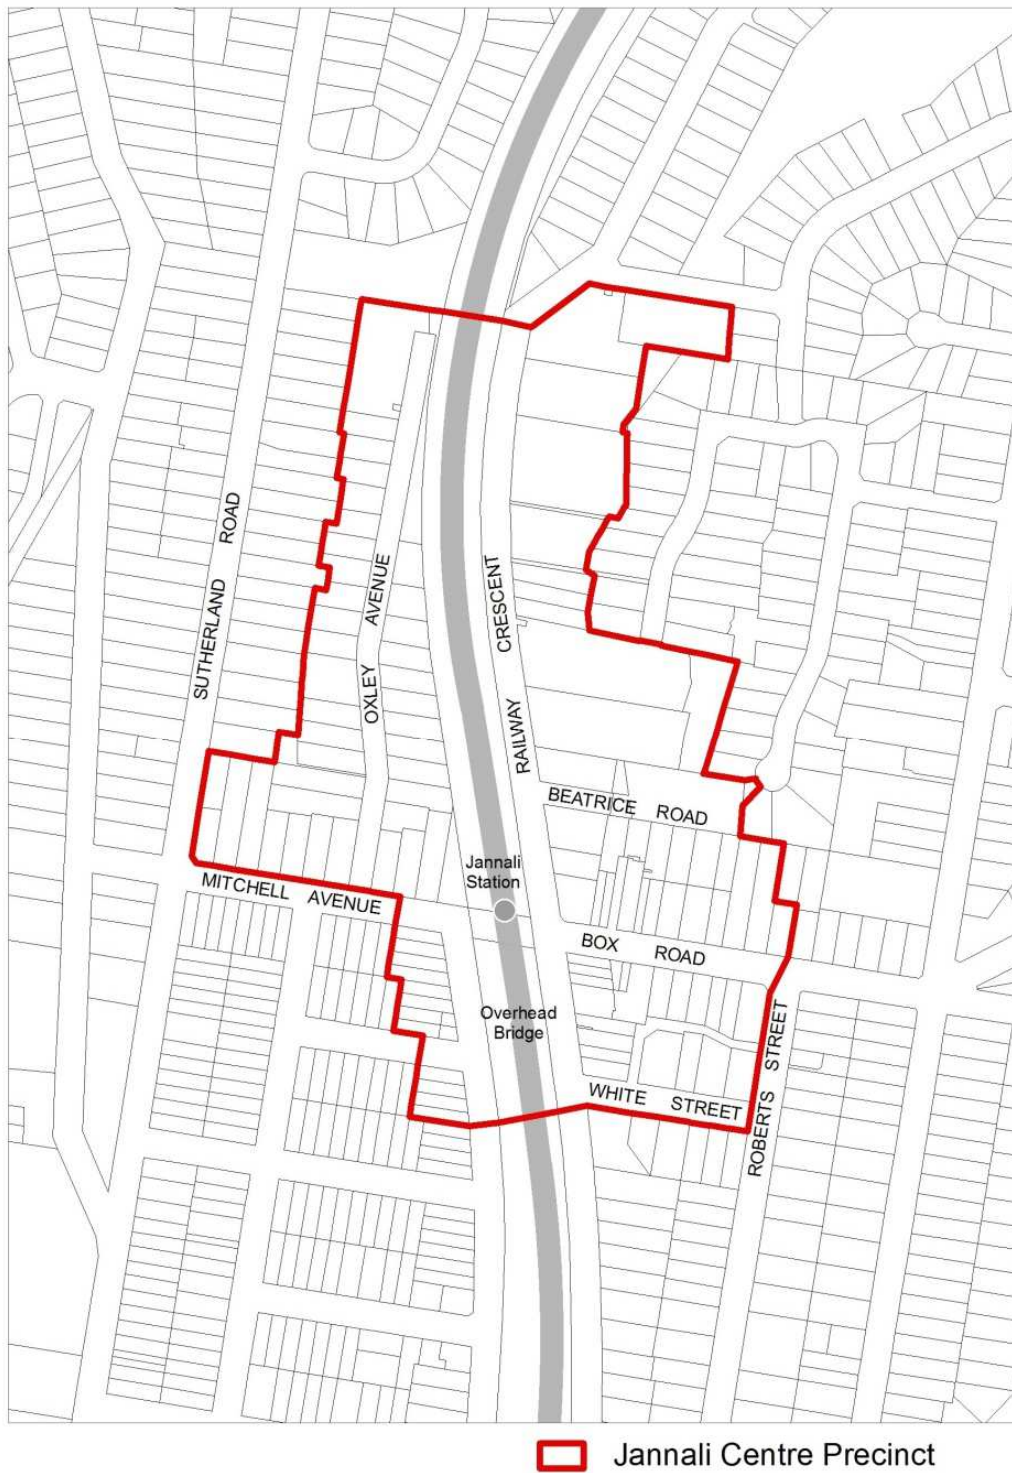 SUTHERLAND ROAD
OXLEY AVENUE
RAILWAY CRESCENT
BEATRICE ROAD
Jannali
Station
MITCHELL AVENUE
BOX ROAD
Overhead
Bridge
WHITE STREET
ROBERTS STREET
Jannali Centre Precinct